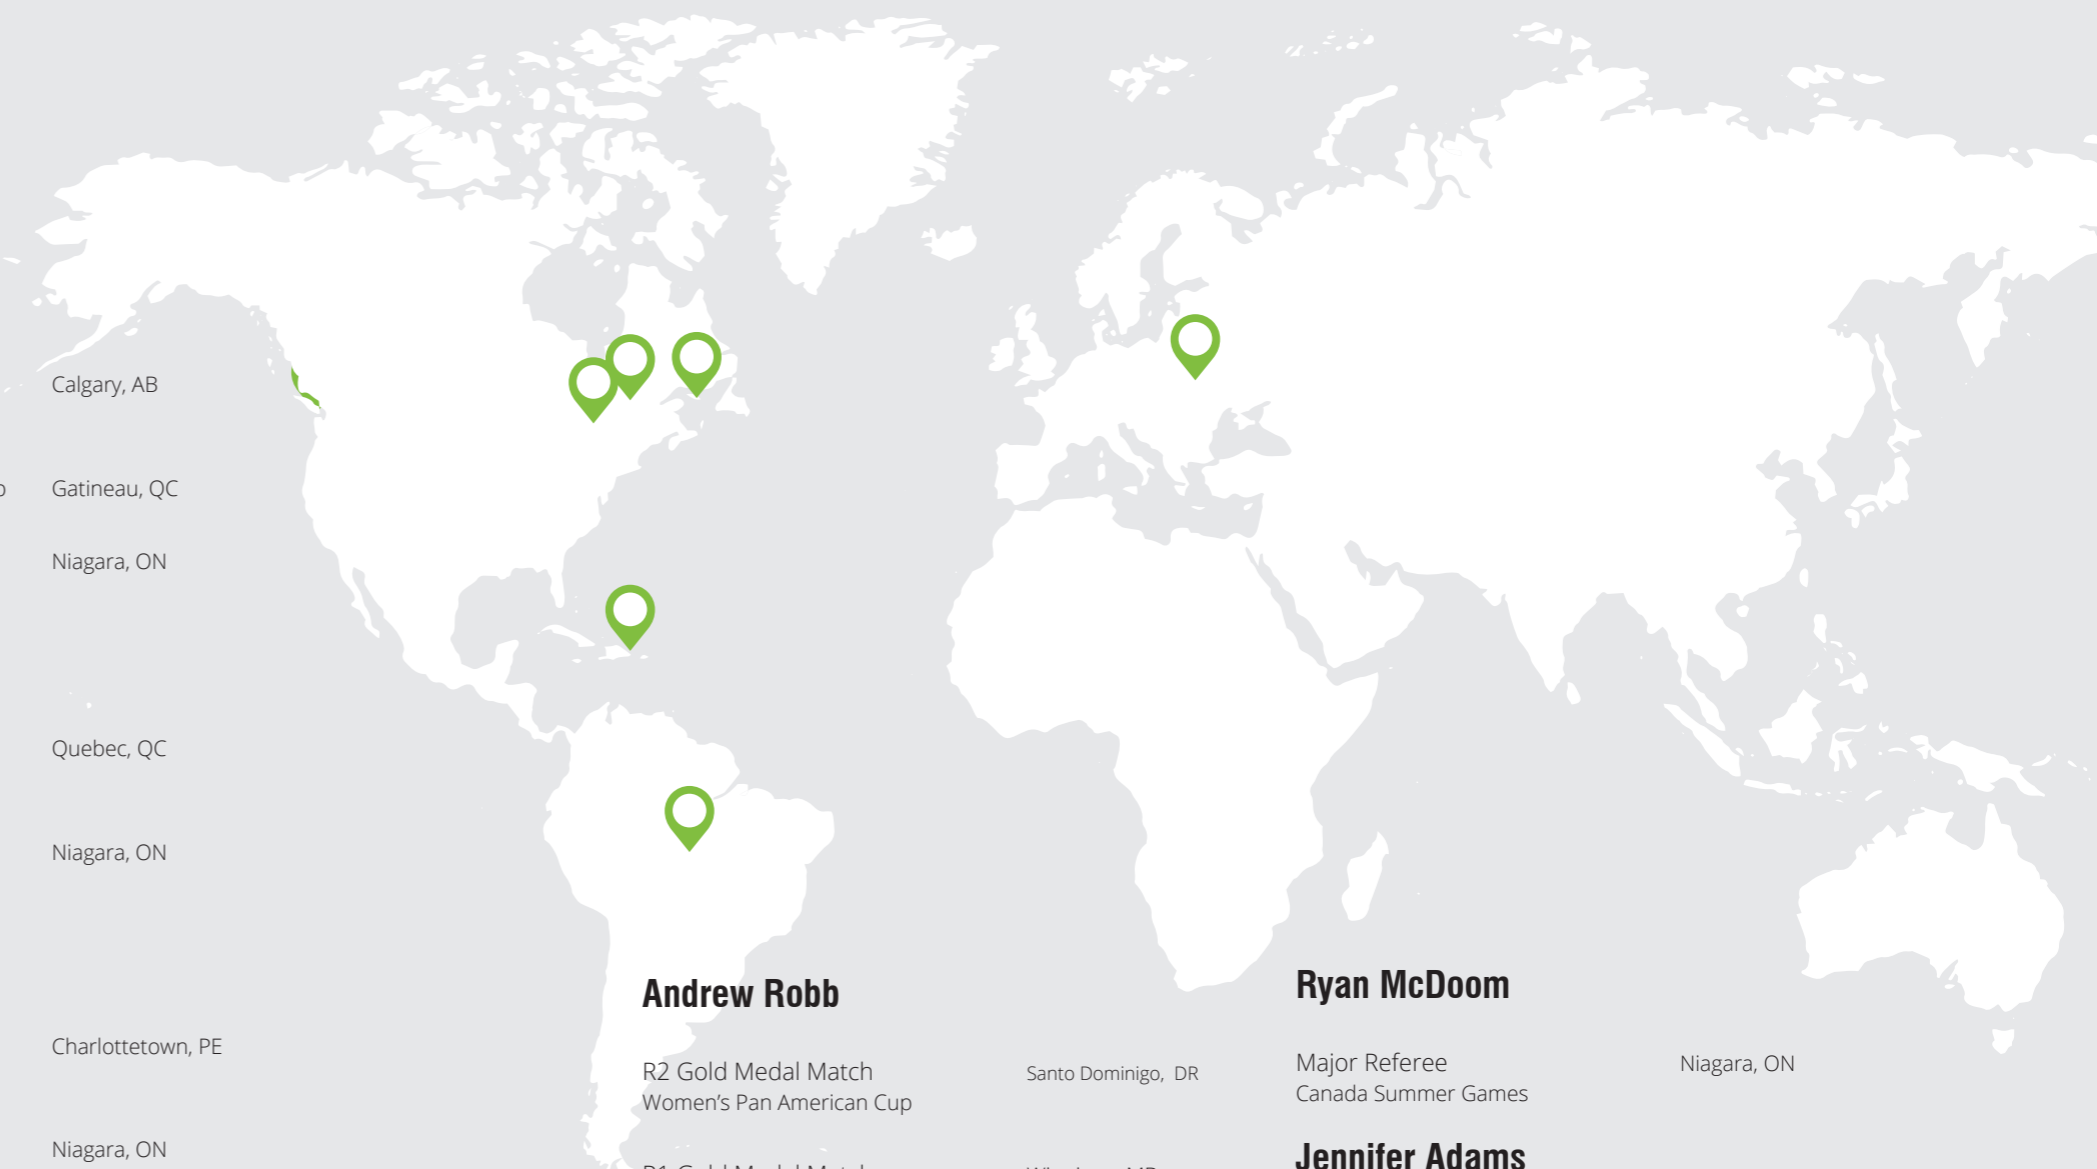 Calgary, AB
Gatineau, QC
Niagara, ON
Quebec, QC
Niagara, ON
Charlottetown, PE
Niagara, ON
Andrew Robb
R2 Gold Medal Match
Santo Dominigo, DR
Women's Pan American Cup
Ryan McDoom
Major Referee
Niagara, ON
Canada Summer Games
Jennifer Adams